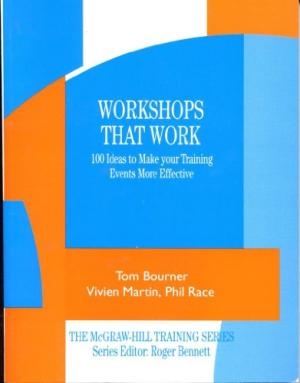 WORKSHOPS
THAT WORK
100 Ideas to Make your Training
Events More Effective
Tom Bourner
Vivien Martin, Phil Race
THE McGRAW-HILL TRAINING SERIES
Series Editor: Roger Bennett